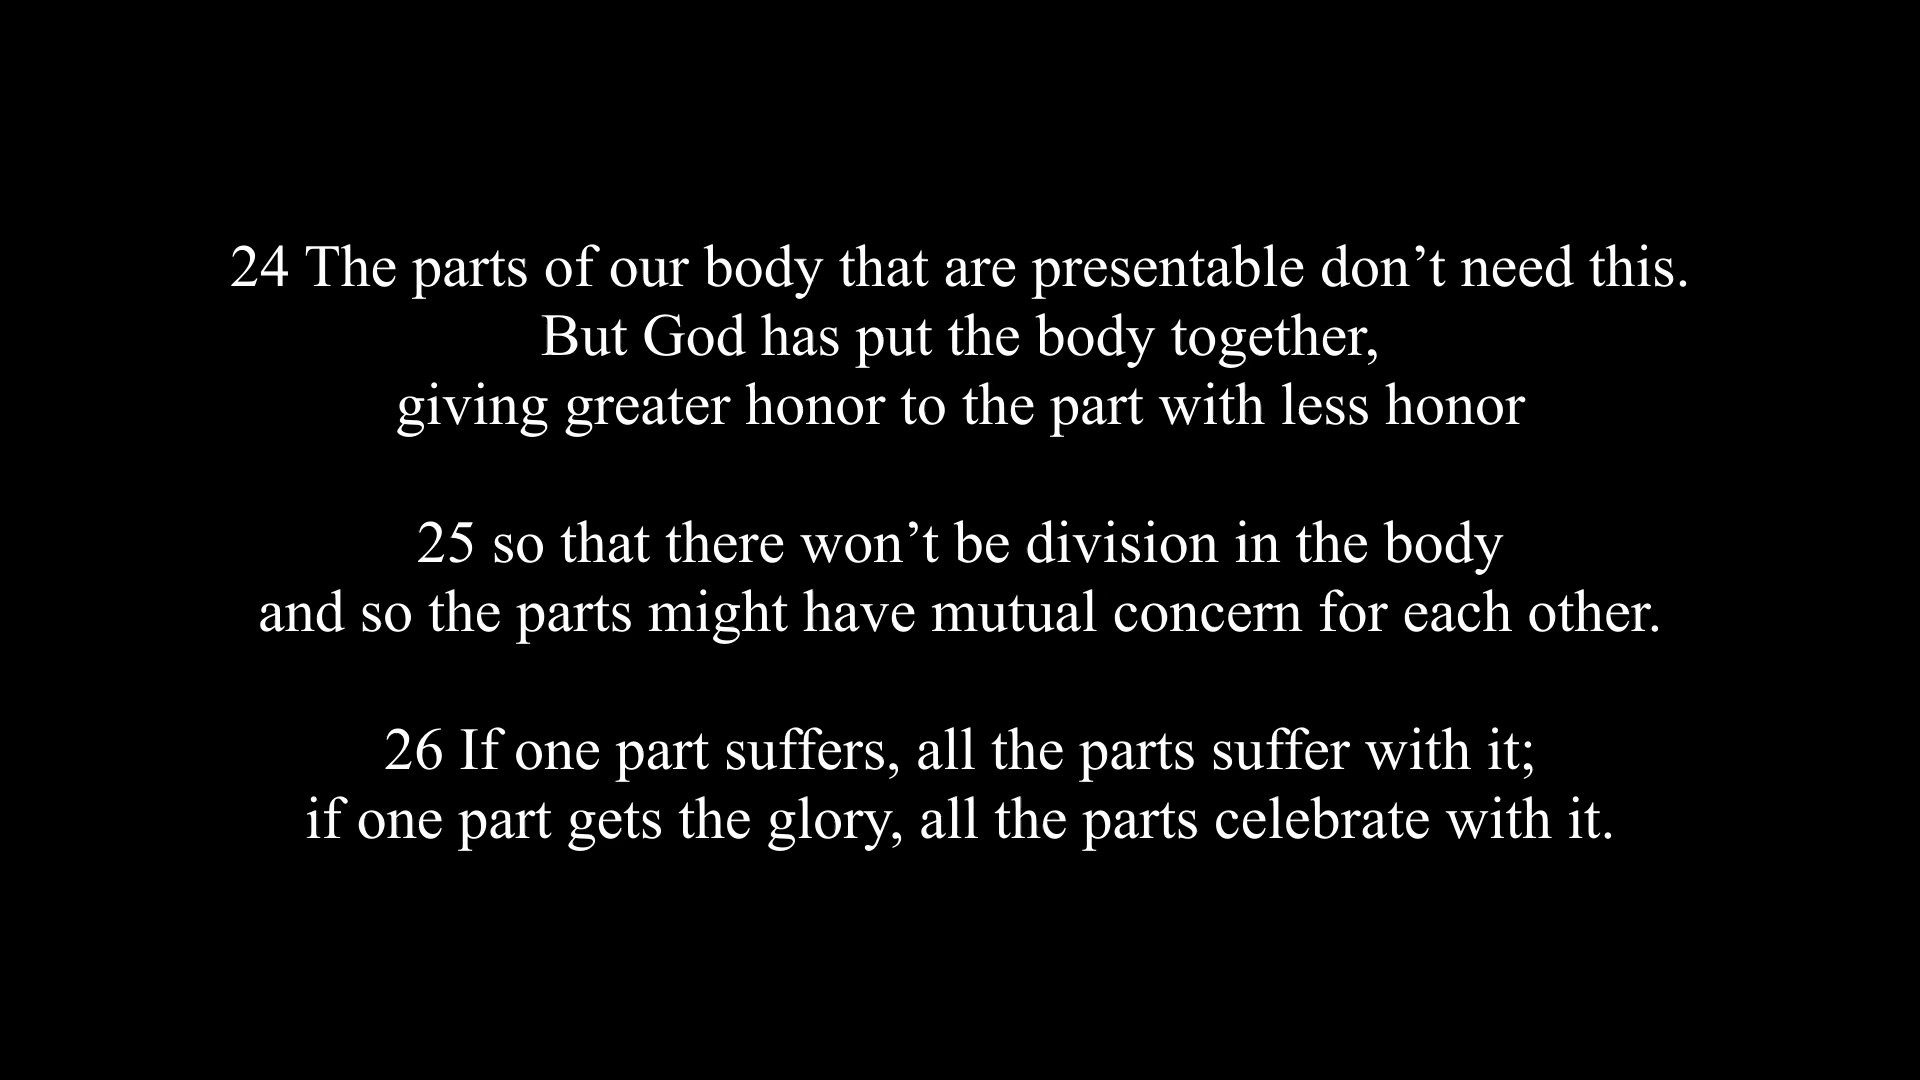 24 The parts of our body that are presentable don’t need this.
But God has put the body together,
giving greater honor to the part with less honor
25 so that there won’t be division in the body
and so the parts might have mutual concern for each other.
26 If one part suffers, all the parts suffer with it;
if one part gets the glory, all the parts celebrate with it.